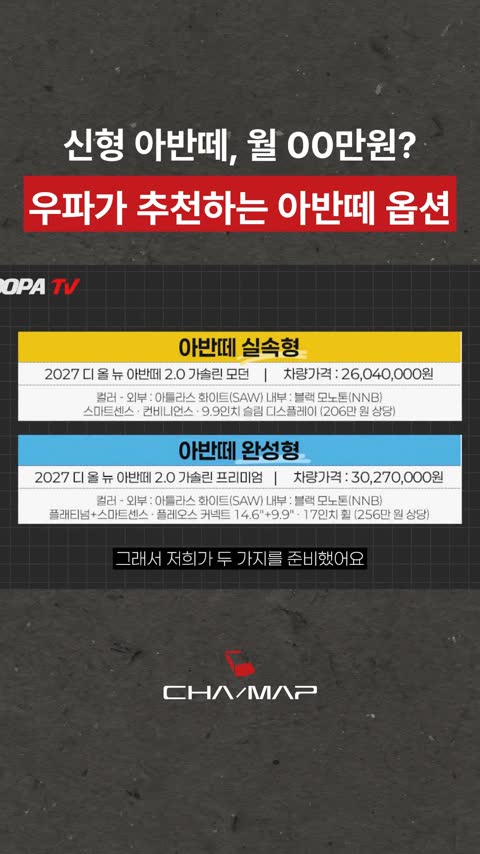 신형 아반떼, 월 00만원?
우파가 추천하는 아반떼 옵션
OOPA TV
아반떼 실속형
2027 디 올 뉴 아반떼 2.0 가솔린 모던 | 차량가격 : 26,040,000원
컬러 - 외부 : 아틀라스 화이트(SAW) 내부 : 블랙 모노톤(NNB)
스마트센스 · 컨비니언스 · 9.9인치 슬림 디스플레이 (206만 원 상당)
아반떼 완성형
2027 디 올 뉴 아반떼 2.0 가솔린 프리미엄 | 차량가격 : 30,270,000원
컬러 - 외부 : 아틀라스 화이트(SAW) 내부 : 블랙 모노톤(NNB)
플래티넘+스마트센스 · 플레오스 커넥트 14.6"+9.9" · 17인치 휠 (256만 원 상당)
그래서 저희가 두 가지를 준비했어요
CHA/MAP